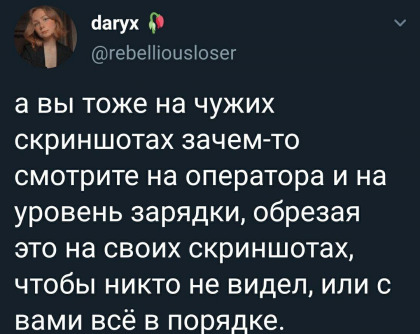 daryx 🥀
@rebelliousloser
а вы тоже на чужих
скриншотах зачем-то
смотрите на оператора и на
уровень зарядки, обрезая
это на своих скриншотах,
чтобы никто не видел, или с
вами всё в порядке.